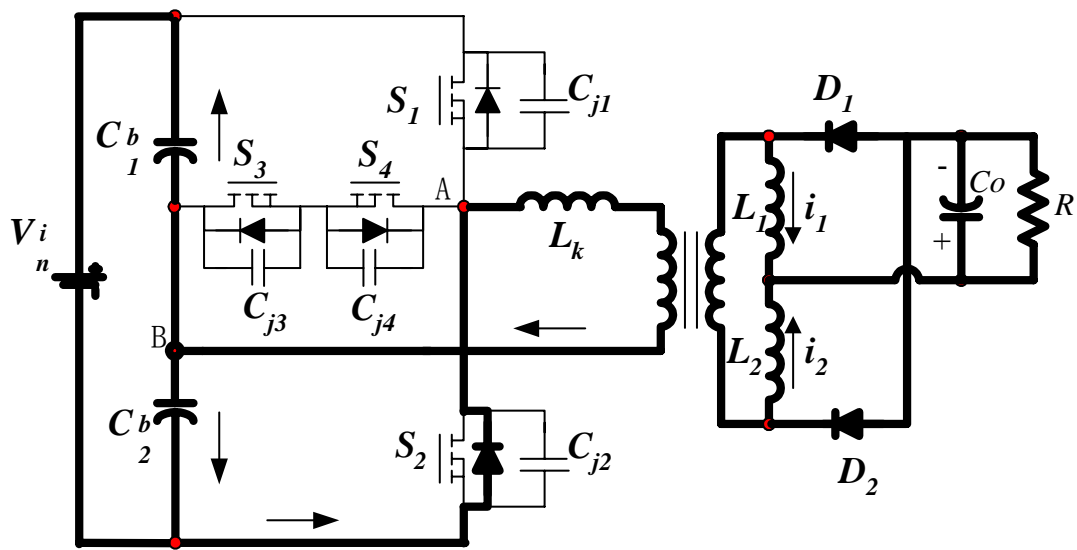 D1
S1
Cj1
Cb1
S3
S4
A
-
Co
L1
i1
R
Vin
Lk
+
Cj3
Cj4
B
L2
i2
Cb2
S2
Cj2
D2